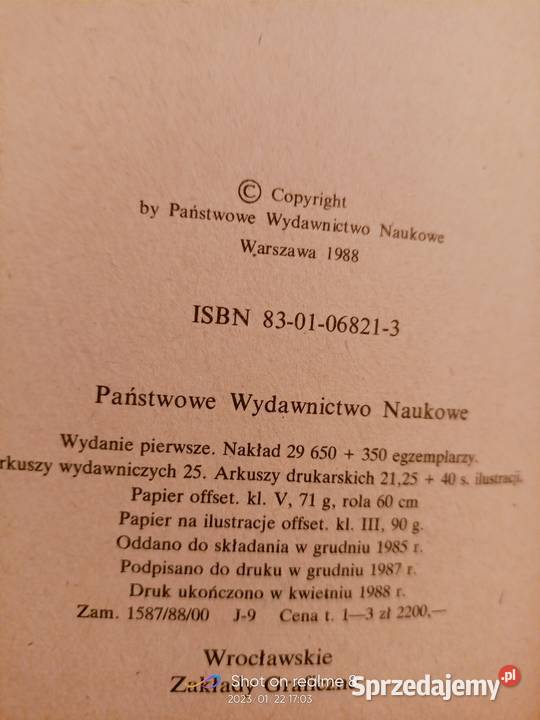 © Copyright
by Państwowe Wydawnictwo Naukowe
Warszawa 1988
ISBN 83-01-06821-3
Państwowe Wydawnictwo Naukowe
Wydanie pierwsze. Nakład 29 650 + 350 egzemplarzy.
rkuszy wydawniczych 25. Arkuszy drukarskich 21,25 + 40 s. ilustracji.
Papier offset. kl. V, 71 g, rola 60 cm
Papier na ilustracje offset. kl. III, 90 g.
Oddano do składania w grudniu 1985 r.
Podpisano do druku w grudniu 1987 r.
Druk ukończono w kwietniu 1988 r.
Zam. 1587/88/00 J-9 Cena t. 1—3 zł 2200,—
Wrocławskie
Zakłady Graficzne
Shot on realme 8
2023/01/22 17:03
Sprzedajemy.pl